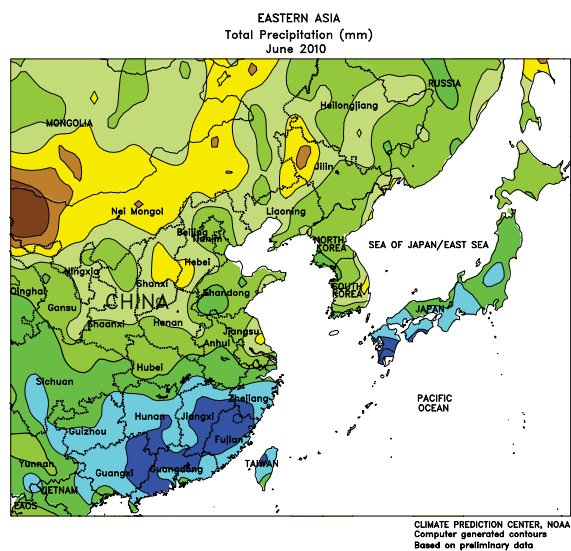 EASTERN ASIA
Total Precipitation (mm)
June 2010
RUSSIA
Heilongjiang
MONGOLIA
Jilin
Nei Mongol
Liaoning
Beijing
Tianjin
NORTH
KOREA
SEA OF JAPAN/EAST SEA
Hebei
Ningxia
Shanxi
Qinghai
Shandong
SOUTH
KOREA
CHINA
Gansu
JAPAN
Shaanxi
Henan
Jiangsu
Anhui
Hubei
Sichuan
Zhejiang
PACIFIC
OCEAN
Hunan
Jiangxi
Guizhou
Fujian
Yunnan
Guangxi
Guangdong
TAIWAN
VIETNAM
LAOS
CLIMATE PREDICTION CENTER, NOAA
Computer generated contours
Based on preliminary data